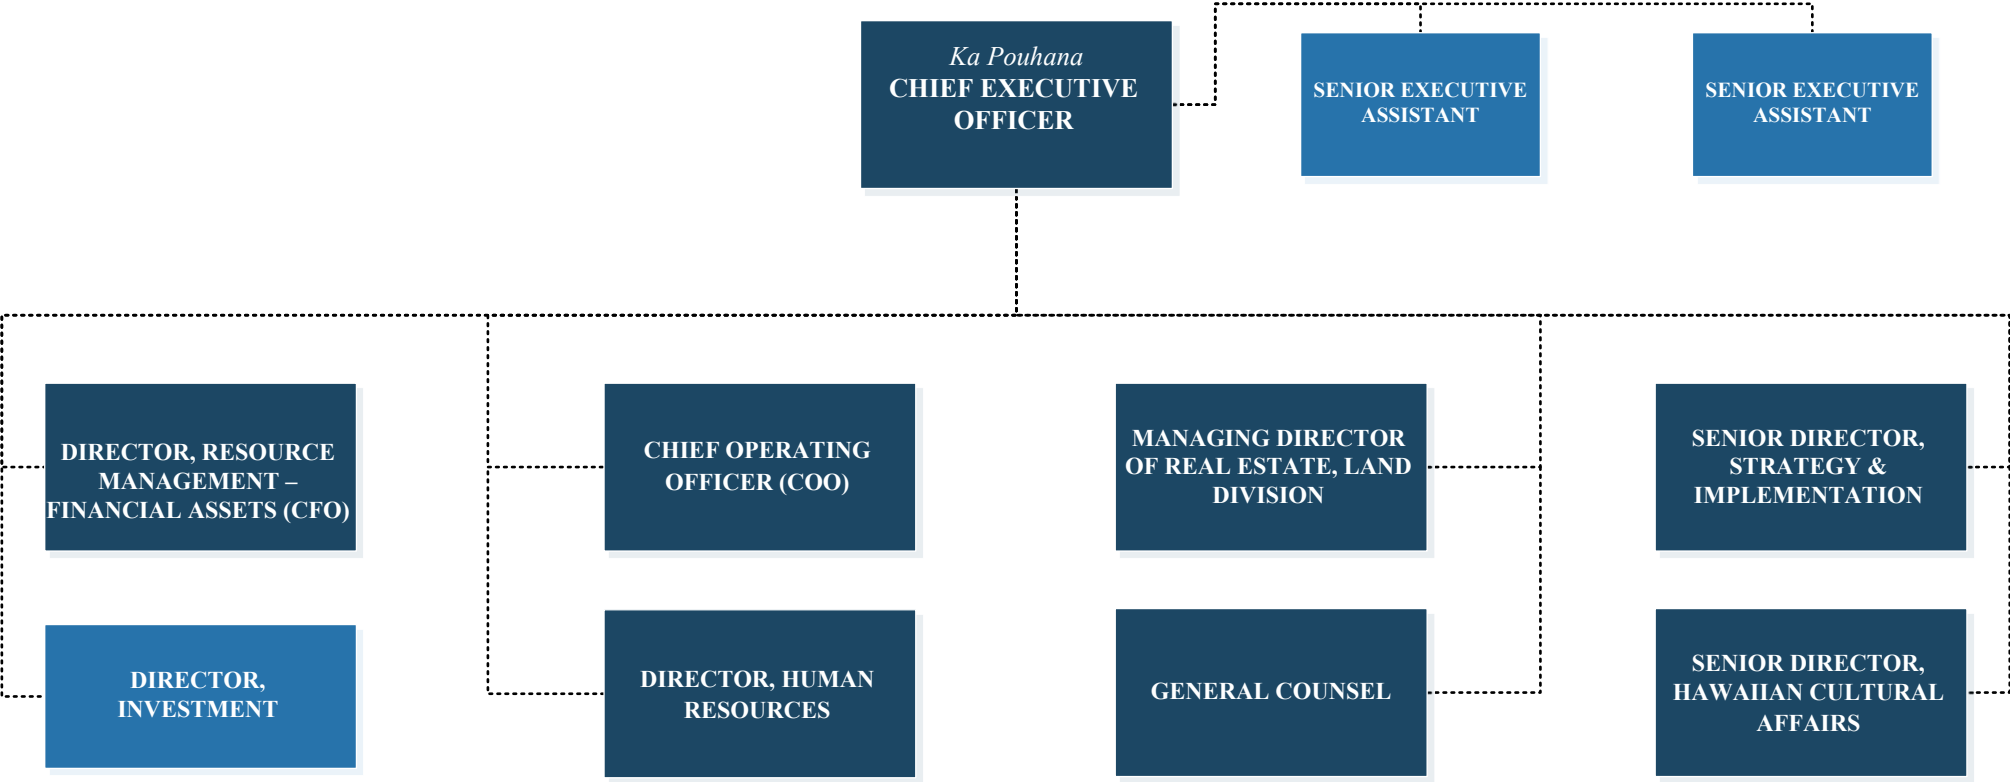 Ka Pouhana
CHIEF EXECUTIVE
OFFICER
SENIOR EXECUTIVE
ASSISTANT
SENIOR EXECUTIVE
ASSISTANT
DIRECTOR, RESOURCE
MANAGEMENT –
FINANCIAL ASSETS (CFO)
CHIEF OPERATING
OFFICER (COO)
MANAGING DIRECTOR
OF REAL ESTATE, LAND
DIVISION
SENIOR DIRECTOR,
STRATEGY &
IMPLEMENTATION
DIRECTOR,
INVESTMENT
DIRECTOR, HUMAN
RESOURCES
GENERAL COUNSEL
SENIOR DIRECTOR,
HAWAIIAN CULTURAL
AFFAIRS